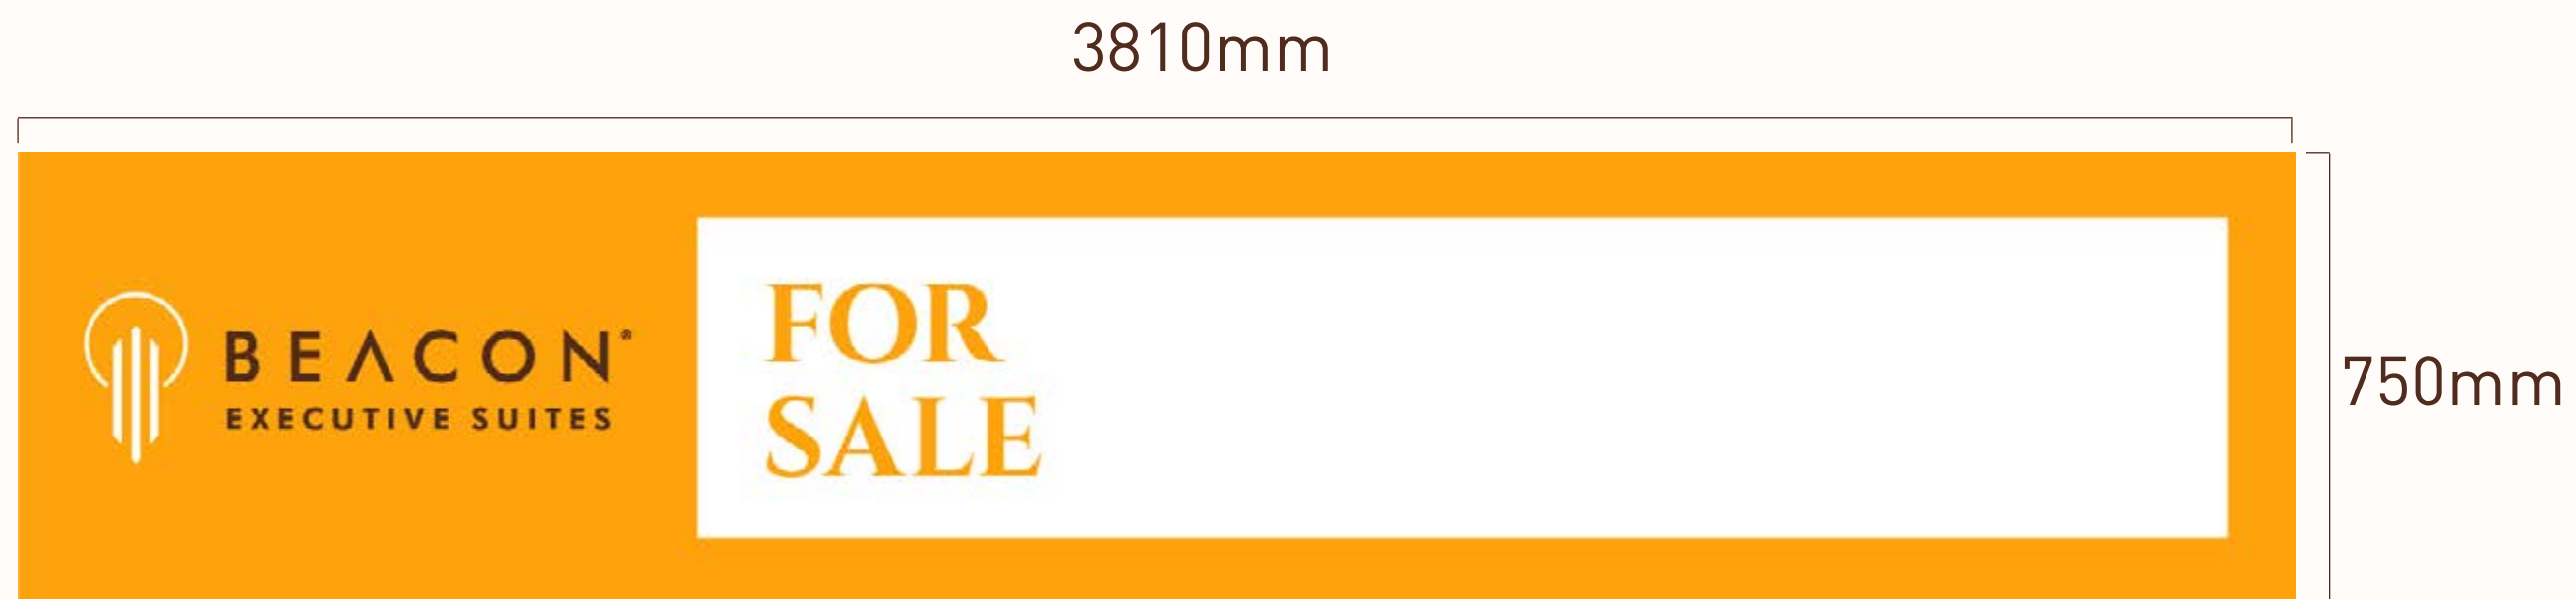 3810mm
BEACON®
EXECUTIVE SUITES
FOR
SALE
750mm